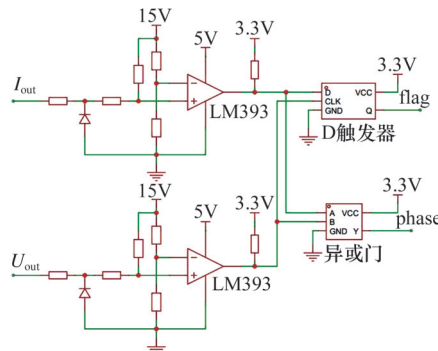 15V
5V
3.3V
3.3V
Iout
LM393
D
CLK
GND
VCC
Q
flag
D触发器
15V
5V
3.3V
3.3V
A
B
GND
VCC
Y
phase
异或门
Uout
LM393